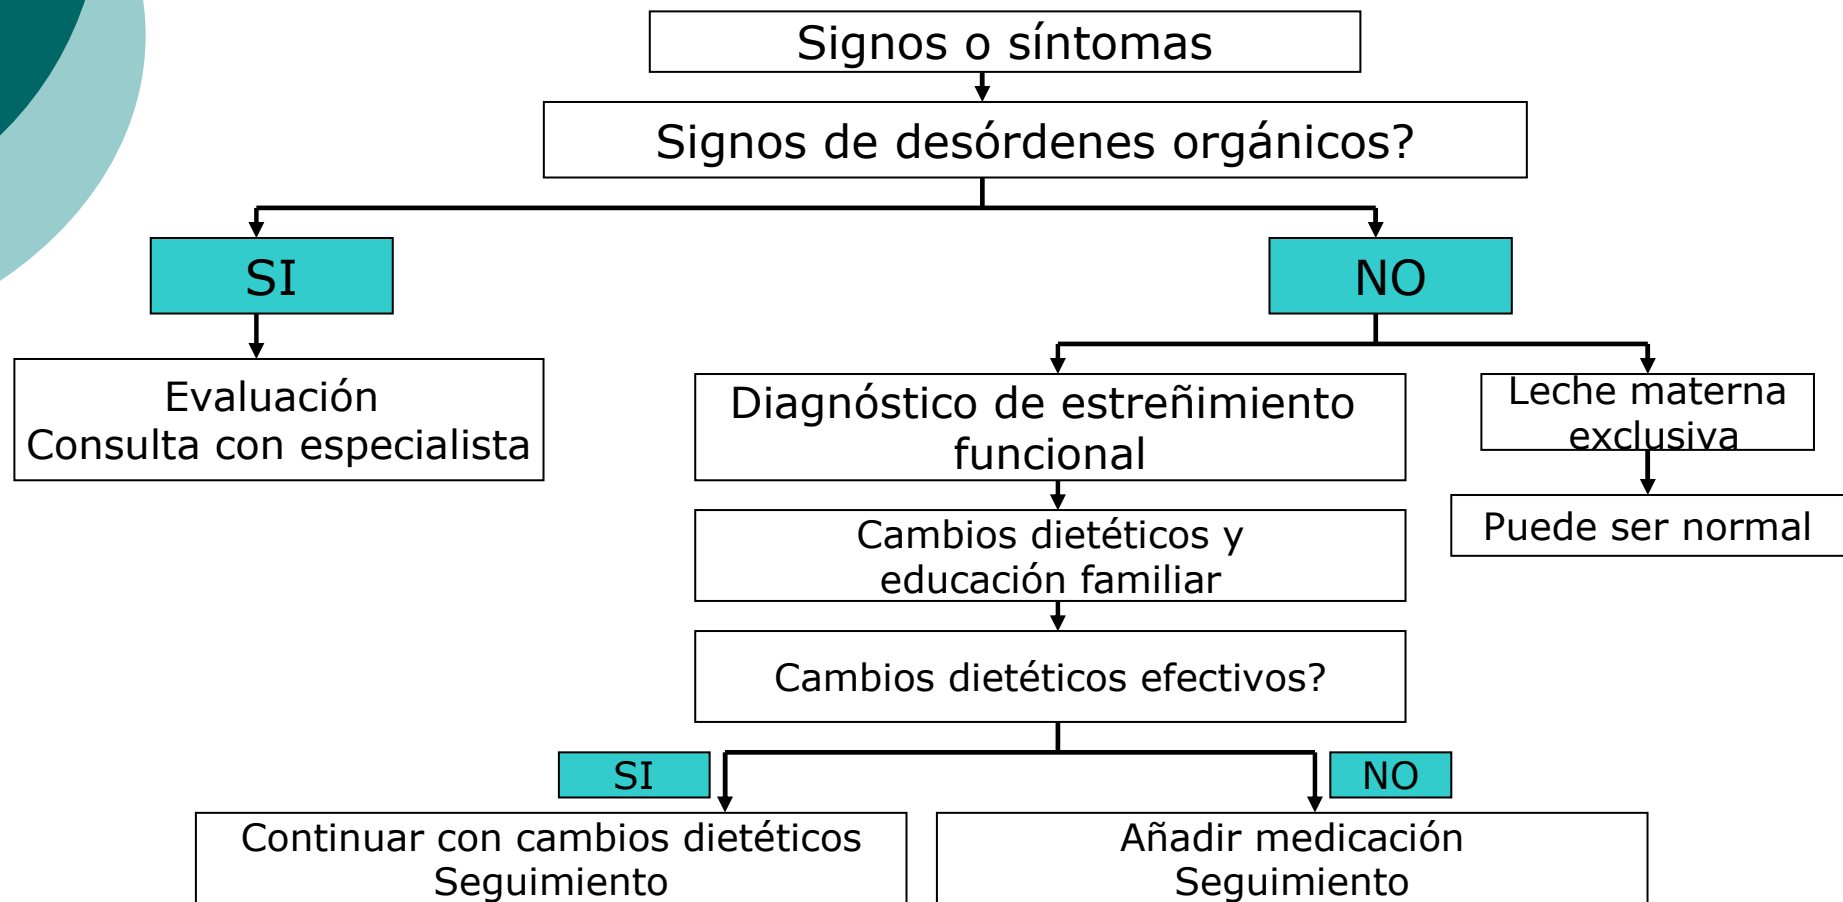 Signos o síntomas
Signos de desórdenes orgánicos?
SI
NO
Evaluación
Consulta con especialista
Diagnóstico de estreñimiento
funcional
Leche materna
exclusiva
Puede ser normal
Cambios dietéticos y
educación familiar
Cambios dietéticos efectivos?
SI
NO
Continuar con cambios dietéticos
Seguimiento
Añadir medicación
Seguimiento